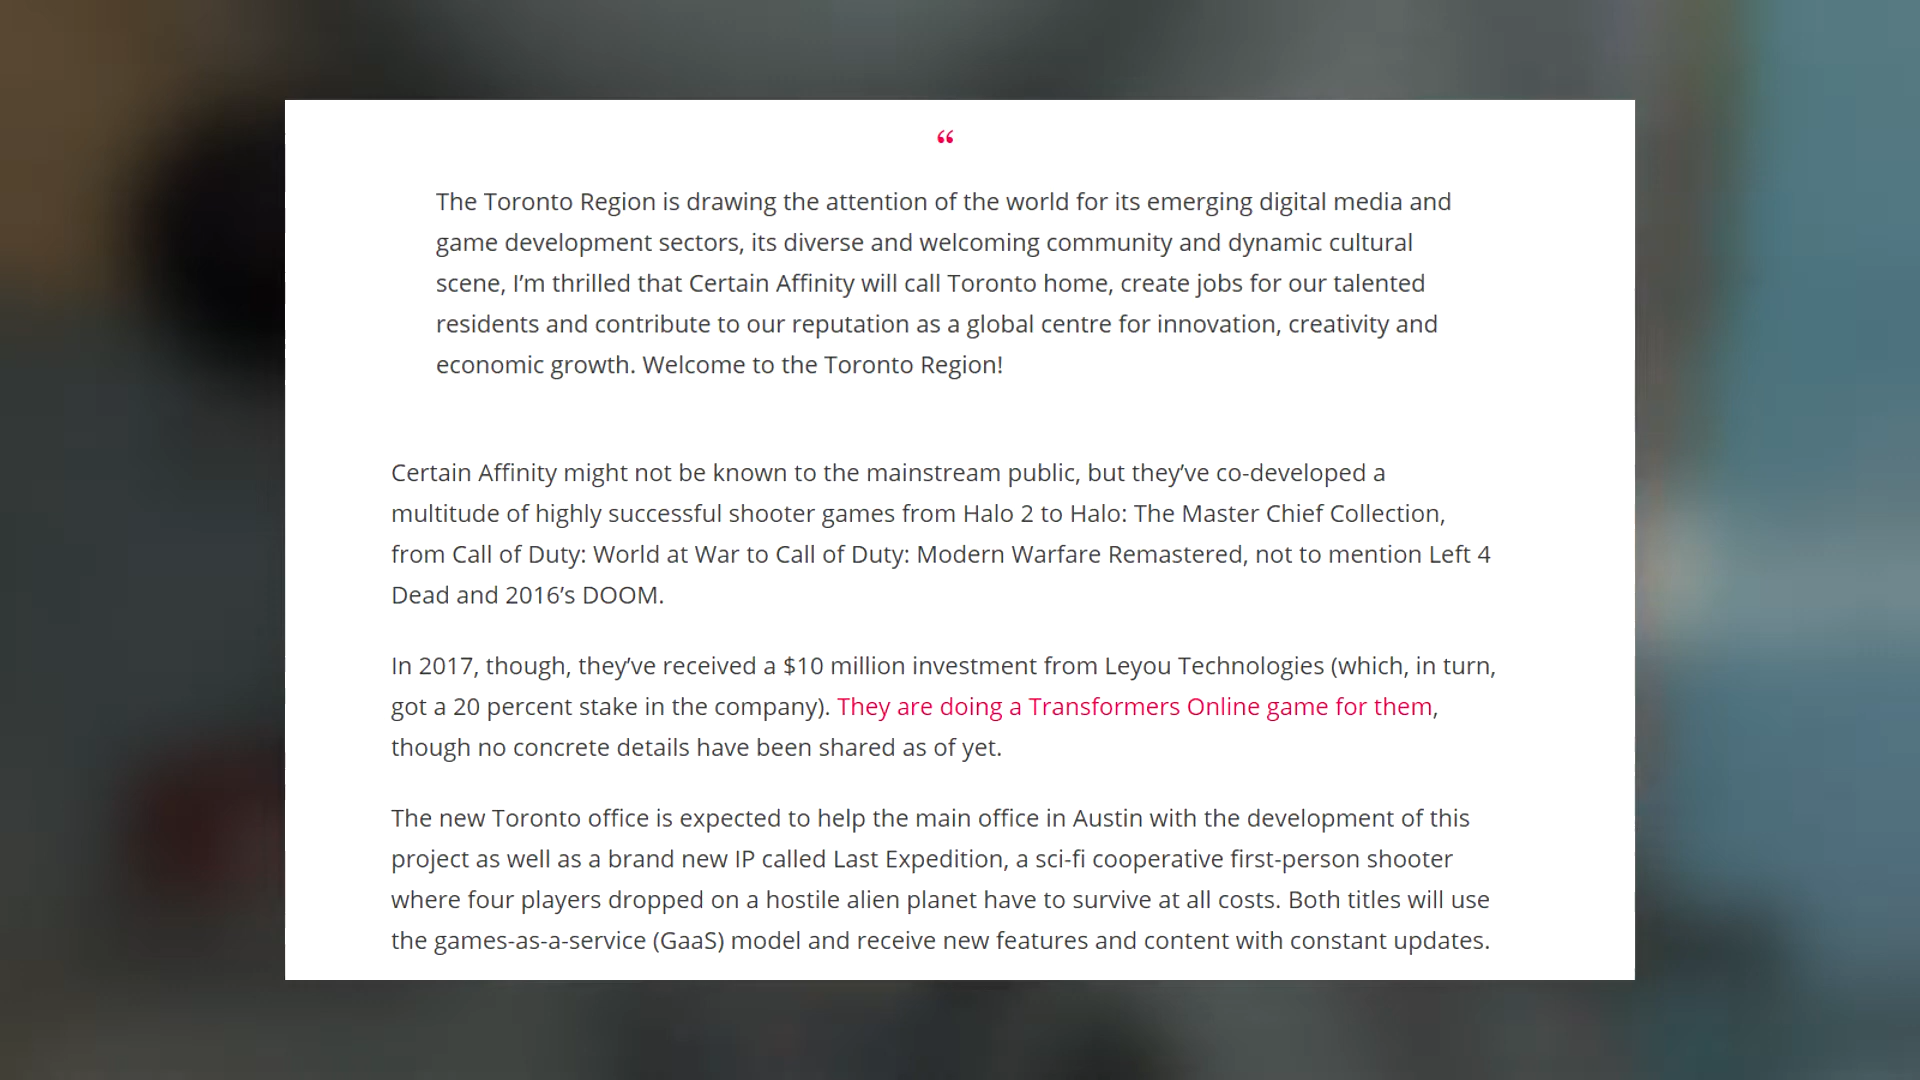 “
The Toronto Region is drawing the attention of the world for its emerging digital media and
game development sectors, its diverse and welcoming community and dynamic cultural
scene, I’m thrilled that Certain Affinity will call Toronto home, create jobs for our talented
residents and contribute to our reputation as a global centre for innovation, creativity and
economic growth. Welcome to the Toronto Region!
Certain Affinity might not be known to the mainstream public, but they’ve co-developed a
multitude of highly successful shooter games from Halo 2 to Halo: The Master Chief Collection,
from Call of Duty: World at War to Call of Duty: Modern Warfare Remastered, not to mention Left 4
Dead and 2016’s DOOM.
In 2017, though, they’ve received a $10 million investment from Leyou Technologies (which, in turn,
got a 20 percent stake in the company). They are doing a Transformers Online game for them,
though no concrete details have been shared as of yet.
The new Toronto office is expected to help the main office in Austin with the development of this
project as well as a brand new IP called Last Expedition, a sci-fi cooperative first-person shooter
where four players dropped on a hostile alien planet have to survive at all costs. Both titles will use
the games-as-a-service (GaaS) model and receive new features and content with constant updates.